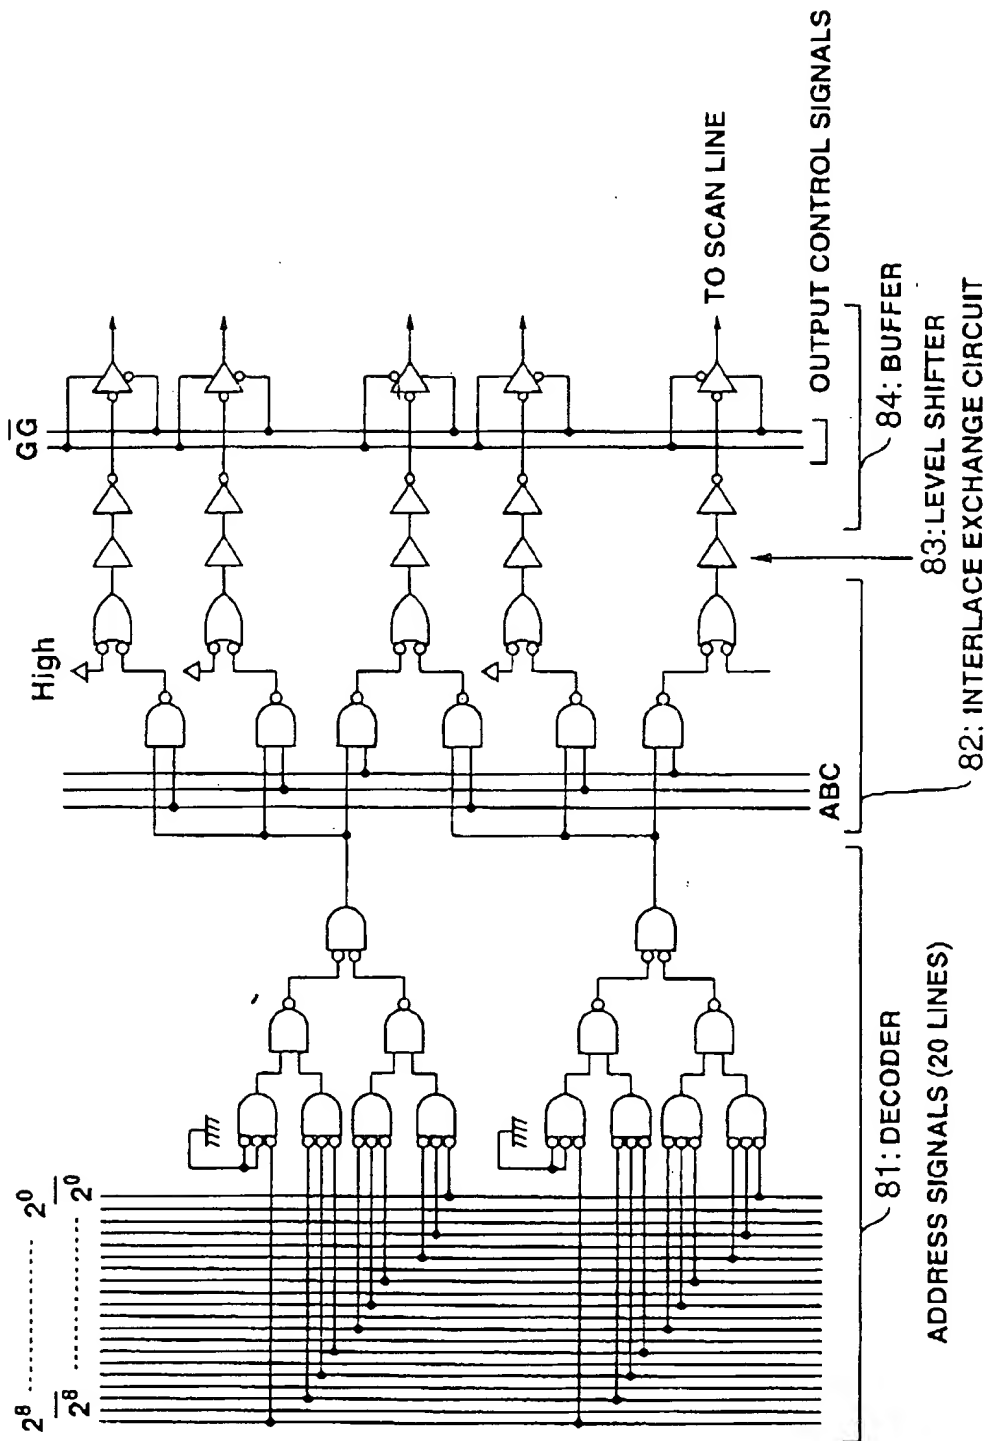 2⁸ ............ 2⁰
2̅⁸ ............ 2̅⁰
High
G̅G
ABC
TO SCAN LINE
OUTPUT CONTROL SIGNALS
84: BUFFER
83: LEVEL SHIFTER
82: INTERLACE EXCHANGE CIRCUIT
81: DECODER
ADDRESS SIGNALS (20 LINES)